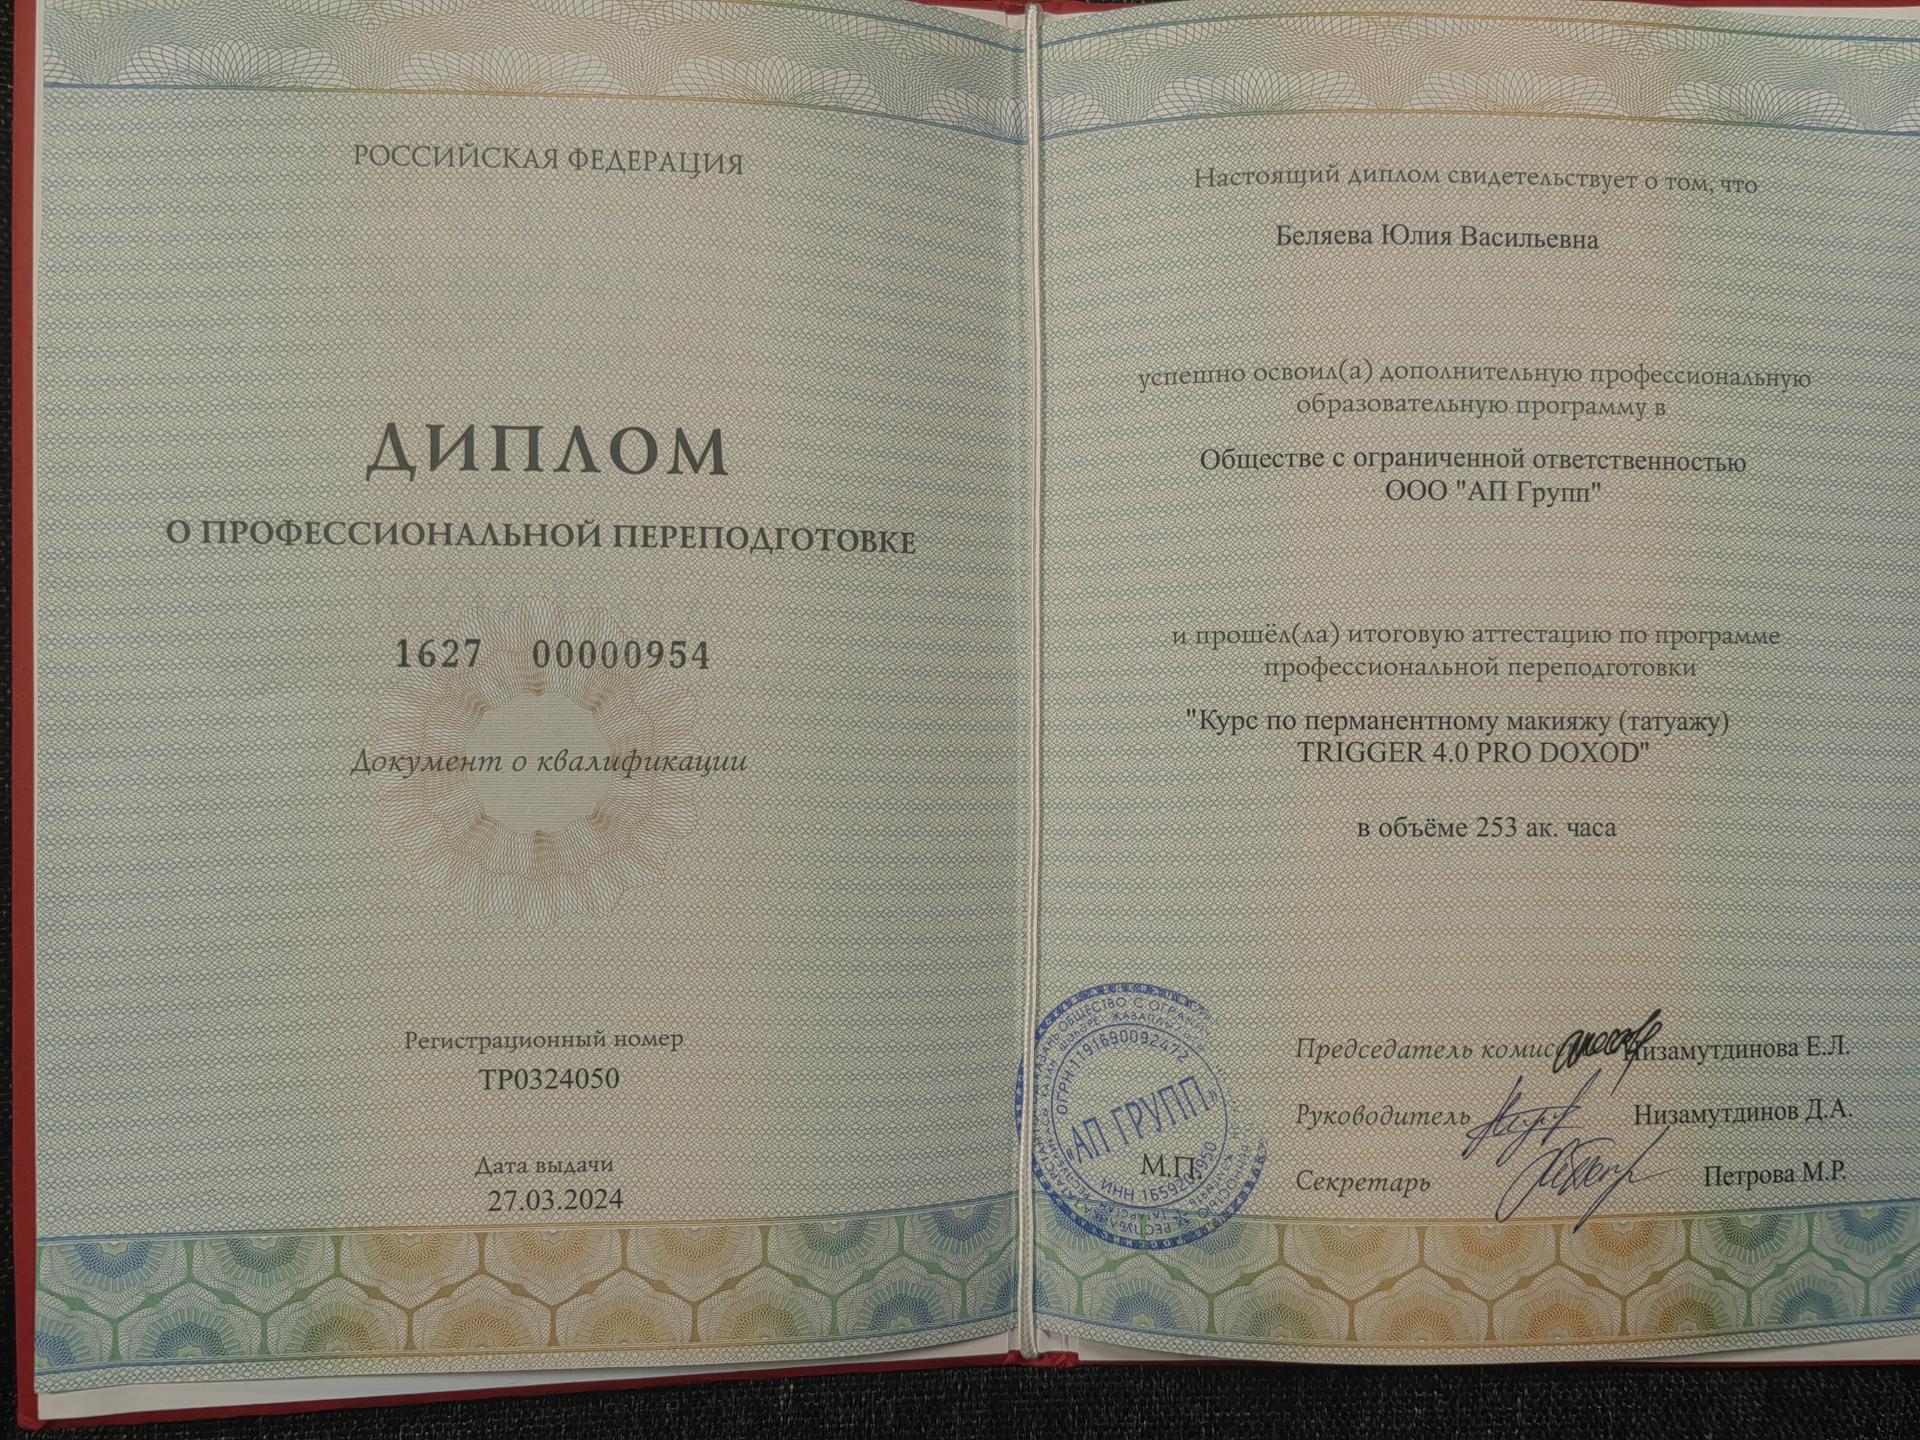 РОССИЙСКАЯ ФЕДЕРАЦИЯ
ДИПЛОМ
О ПРОФЕССИОНАЛЬНОЙ ПЕРЕПОДГОТОВКЕ
1627 00000954
Документ о квалификации
Регистрационный номер
ТР0324050
Дата выдачи
27.03.2024
Настоящий диплом свидетельствует о том, что
Беляева Юлия Васильевна
успешно освоил(а) дополнительную профессиональную
образовательную программу в
Обществе с ограниченной ответственностью
ООО "АП Групп"
и прошёл(ла) итоговую аттестацию по программе
профессиональной переподготовки
"Курс по перманентному макияжу (татуажу)
TRIGGER 4.0 PRO DOXOD"
в объёме 253 ак. часа
Председатель Низамутдинова Е.Л.
Руководитель Низамутдинов Д.А.
Секретарь Петрова М.Р.
М.П.
ОГРН 1191690092472
«АП ГРУПП»
ИНН